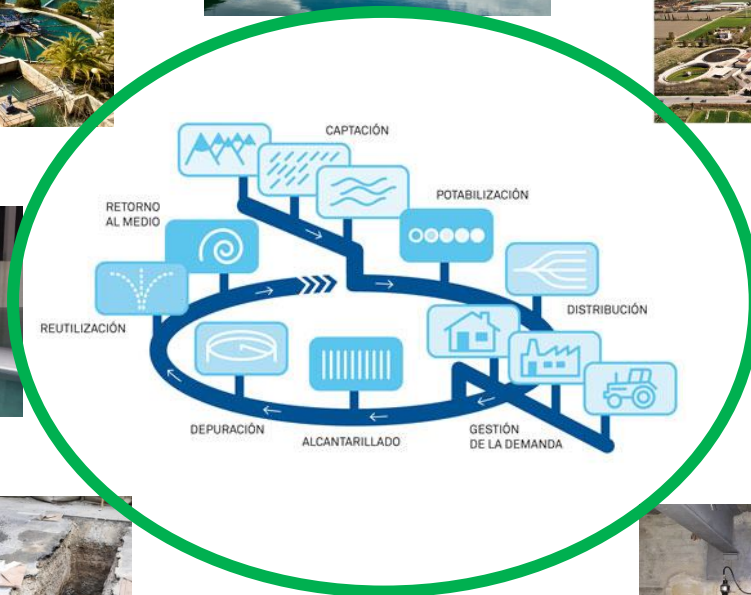 CAPTACIÓN
POTABILIZACIÓN
RETORNO
AL MEDIO
DISTRIBUCIÓN
REUTILIZACIÓN
DEPURACIÓN
ALCANTARILLADO
GESTIÓN
DE LA DEMANDA